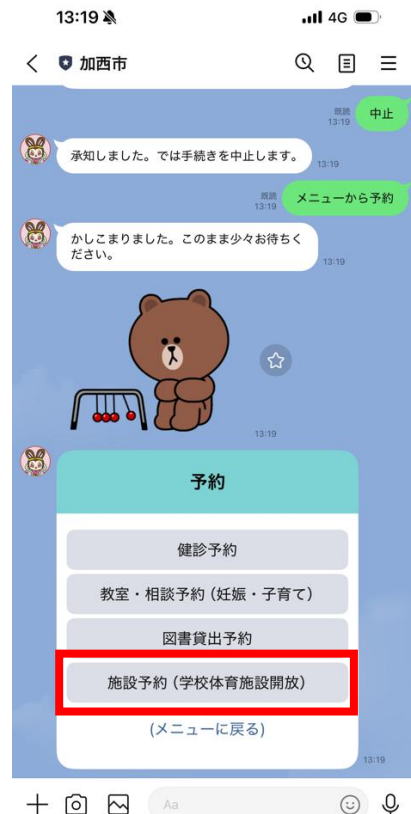 13:19
4G
加西市
既読
13:19
中止
承知しました。では手続きを中止します。
13:19
既読
13:19
メニューから予約
かしこまりました。このまま少々お待ちく
ださい。
13:19
13:19
予約
健診予約
教室・相談予約(妊娠・子育て)
図書貸出予約
施設予約(学校体育施設開放)
(メニューに戻る)
13:19
Aa